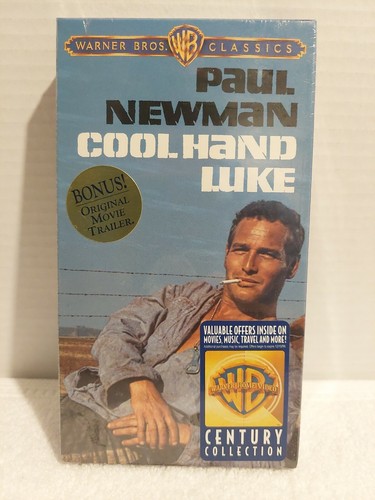 WARNER BROS. WB CLASSICS
PAUL
NEWMAN
COOL HAND
LUKE
BONUS!
ORIGINAL
MOVIE
TRAILER.
VALUABLE OFFERS INSIDE ON
MOVIES, MUSIC, TRAVEL AND MORE!
WB
CENTURY
COLLECTION